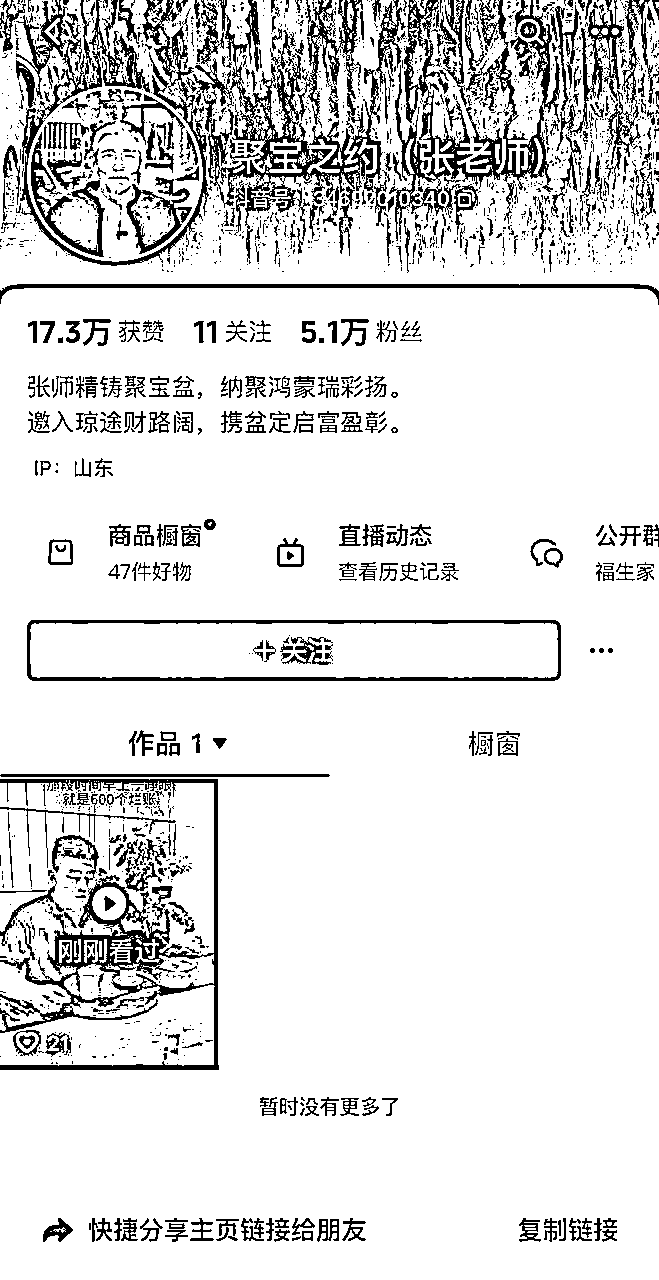 聚宝之约（张老师）
抖音号
17.3万 获赞 11 关注 5.1万 粉丝
张师精铸聚宝盆，纳聚鸿蒙瑞彩扬。
邀入琼途财路阔，携盆定启富盈彰。
IP：山东
商品橱窗 直播动态 公开群
47件好物 查看历史记录 福生家
关注
作品 1 橱窗
就是600个烂账
刚刚看过
21
暂时没有更多了
快捷分享主页链接给朋友 复制链接